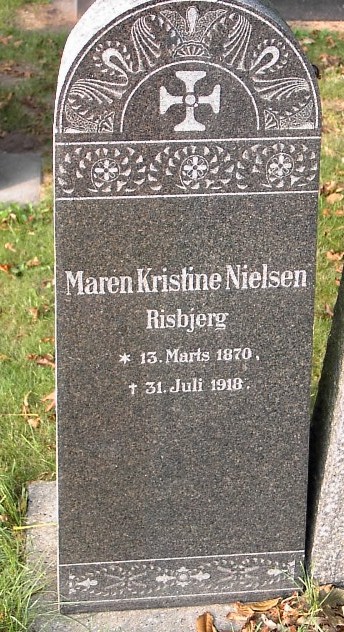 Maren Kristine Nielsen
Risbjerg
* 13. Marts 1870.
† 31. Juli 1918.